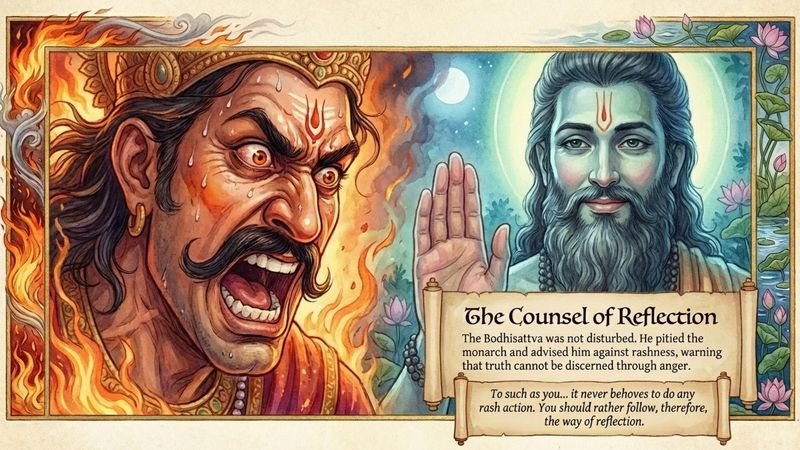 The Counsel of Reflection
The Bodhisattva was not disturbed. He pitied the
monarch and advised him against rashness, warning
that truth cannot be discerned through anger.
To such as you... it never behoves to do any
rash action. You should rather follow, therefore,
the way of reflection.